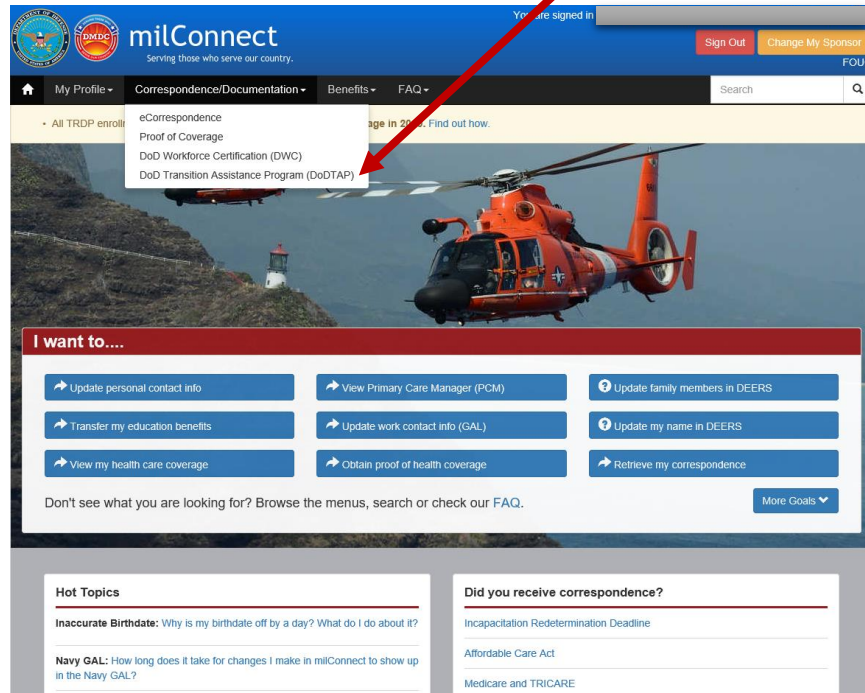 You are signed in
milConnect
Serving those who serve our country.
Sign Out
Change My Sponsor
FOU
My Profile
Correspondence/Documentation
Benefits
FAQ
Search
eCorrespondence
Proof of Coverage
DoD Workforce Certification (DWC)
DoD Transition Assistance Program (DoDTAP)
All TRDP Find out how.
I want to....
Update personal contact info
View Primary Care Manager (PCM)
Update family members in DEERS
Transfer my education benefits
Update work contact info (GAL)
Update my name in DEERS
View my health care coverage
Obtain proof of health coverage
Retrieve my correspondence
Don't see what you are looking for? Browse the menus, search or check our FAQ.
More Goals
Hot Topics
Inaccurate Birthdate: Why is my birthdate off by a day? What do I do about it?
Navy GAL: How long does it take for changes I make in milConnect to show up
in the Navy GAL?
Did you receive correspondence?
Incapacitation Redetermination Deadline
Affordable Care Act
Medicare and TRICARE